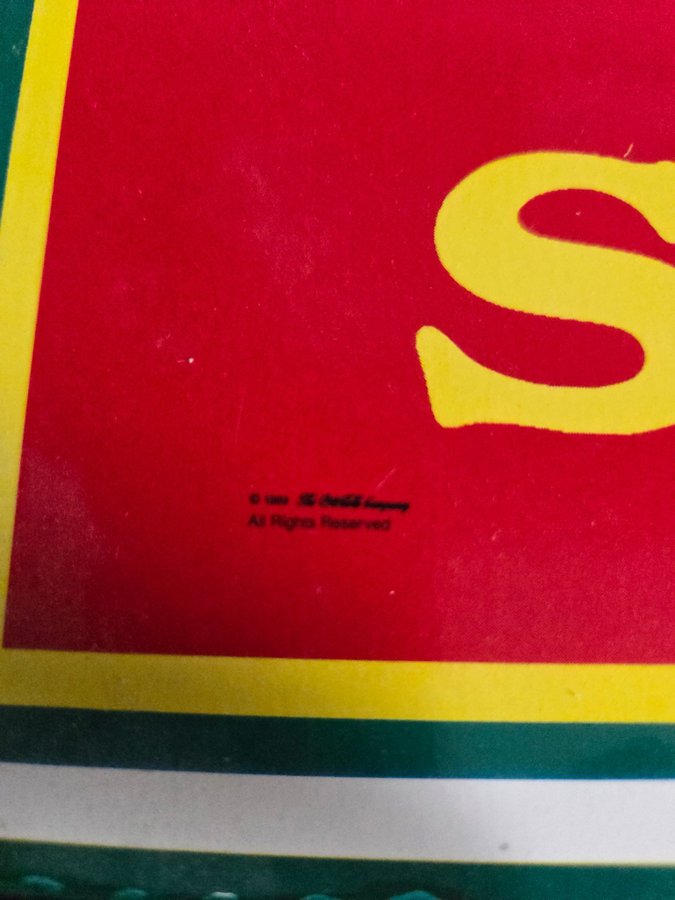 S
© The Coca-Cola Company
All Rights Reserved